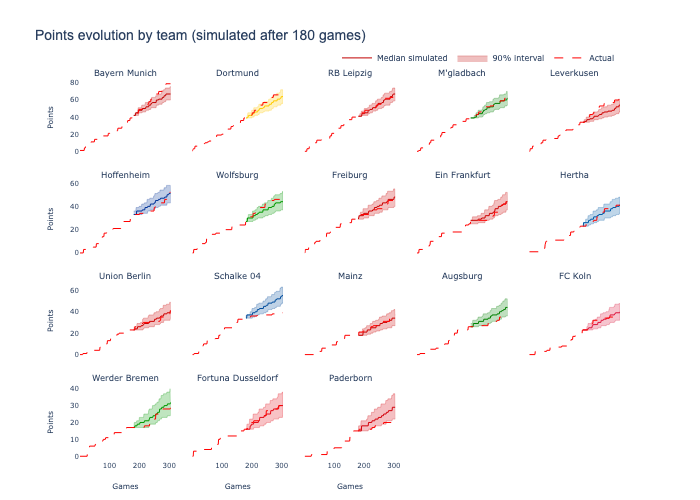 Points evolution by team (simulated after 180 games)
Median simulated 90% interval Actual
Bayern Munich Dortmund RB Leipzig M'gladbach Leverkusen
80
60
40
20
0
Points
Hoffenheim Wolfsburg Freiburg Ein Frankfurt Hertha
60
40
20
0
Points
Union Berlin Schalke 04 Mainz Augsburg FC Koln
60
40
20
0
Points
Werder Bremen Fortuna Dusseldorf Paderborn
40
30
20
10
0
Points
100 200 300 100 200 300 100 200 300
Games Games Games